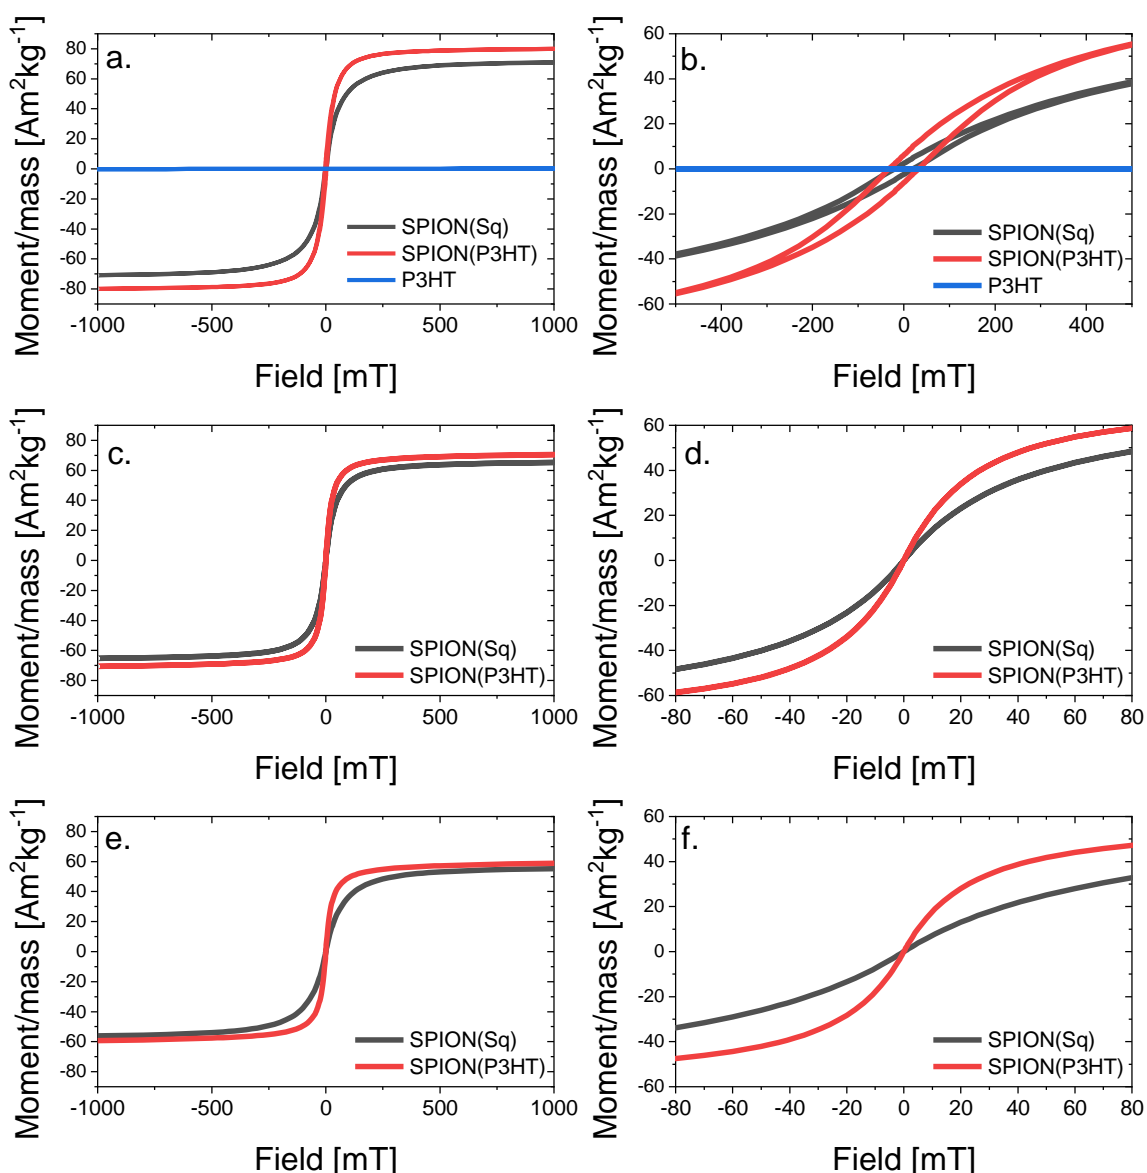 a.
Moment/mass [Am²kg⁻¹]
80
60
40
20
0
-20
-40
-60
-80
SPION(Sq)
SPION(P3HT)
P3HT
-1000
-500
0
500
1000
Field [mT]
b.
Moment/mass [Am²kg⁻¹]
60
40
20
0
-20
-40
-60
SPION(Sq)
SPION(P3HT)
P3HT
-400
-200
0
200
400
Field [mT]
c.
Moment/mass [Am²kg⁻¹]
80
60
40
20
0
-20
-40
-60
-80
SPION(Sq)
SPION(P3HT)
-1000
-500
0
500
1000
Field [mT]
d.
Moment/mass [Am²kg⁻¹]
60
40
20
0
-20
-40
-60
SPION(Sq)
SPION(P3HT)
-80
-60
-40
-20
0
20
40
60
80
Field [mT]
e.
Moment/mass [Am²kg⁻¹]
80
60
40
20
0
-20
-40
-60
-80
SPION(Sq)
SPION(P3HT)
-1000
-500
0
500
1000
Field [mT]
f.
Moment/mass [Am²kg⁻¹]
60
40
20
0
-20
-40
-60
SPION(Sq)
SPION(P3HT)
-80
-60
-40
-20
0
20
40
60
80
Field [mT]